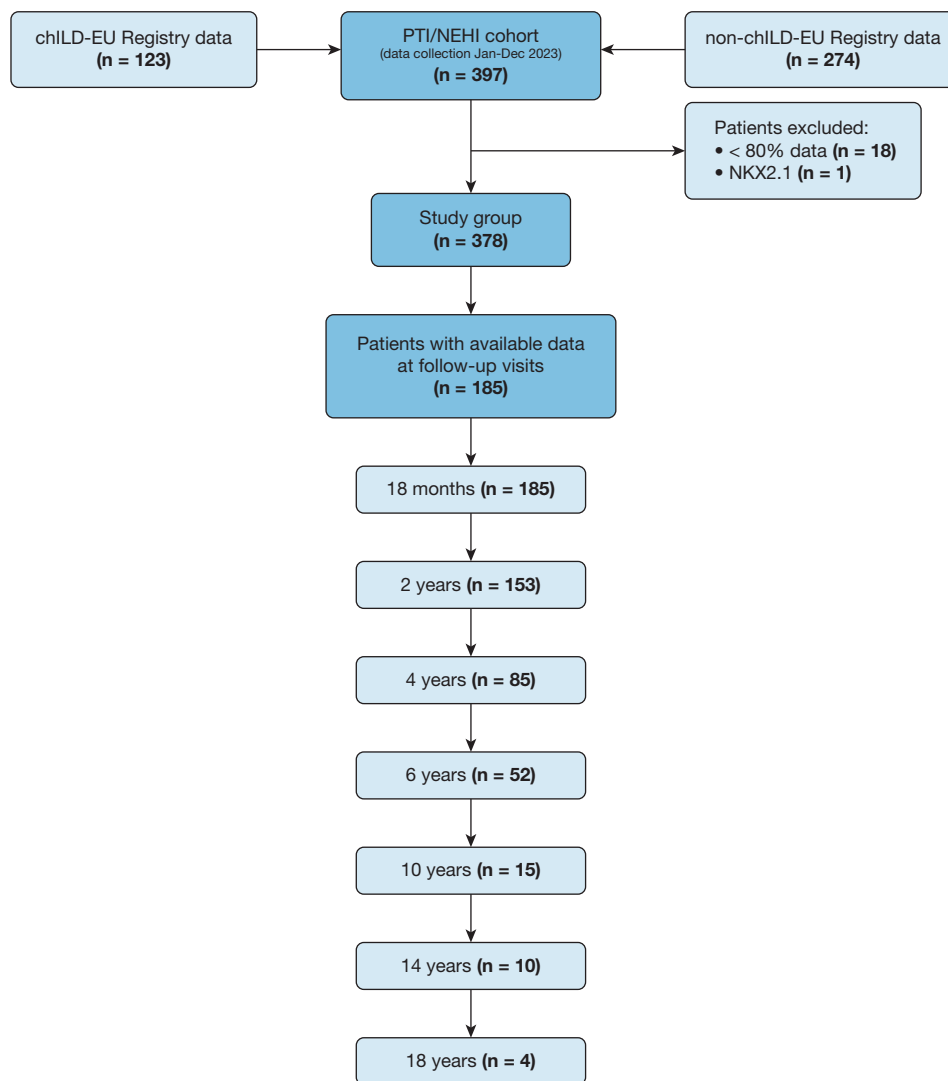 chILD-EU Registry data
(n = 123)
PTI/NEHI cohort
(data collection Jan-Dec 2023)
(n = 397)
non-chILD-EU Registry data
(n = 274)
Patients excluded:
• < 80% data (n = 18)
• NKX2.1 (n = 1)
Study group
(n = 378)
Patients with available data
at follow-up visits
(n = 185)
18 months (n = 185)
2 years (n = 153)
4 years (n = 85)
6 years (n = 52)
10 years (n = 15)
14 years (n = 10)
18 years (n = 4)